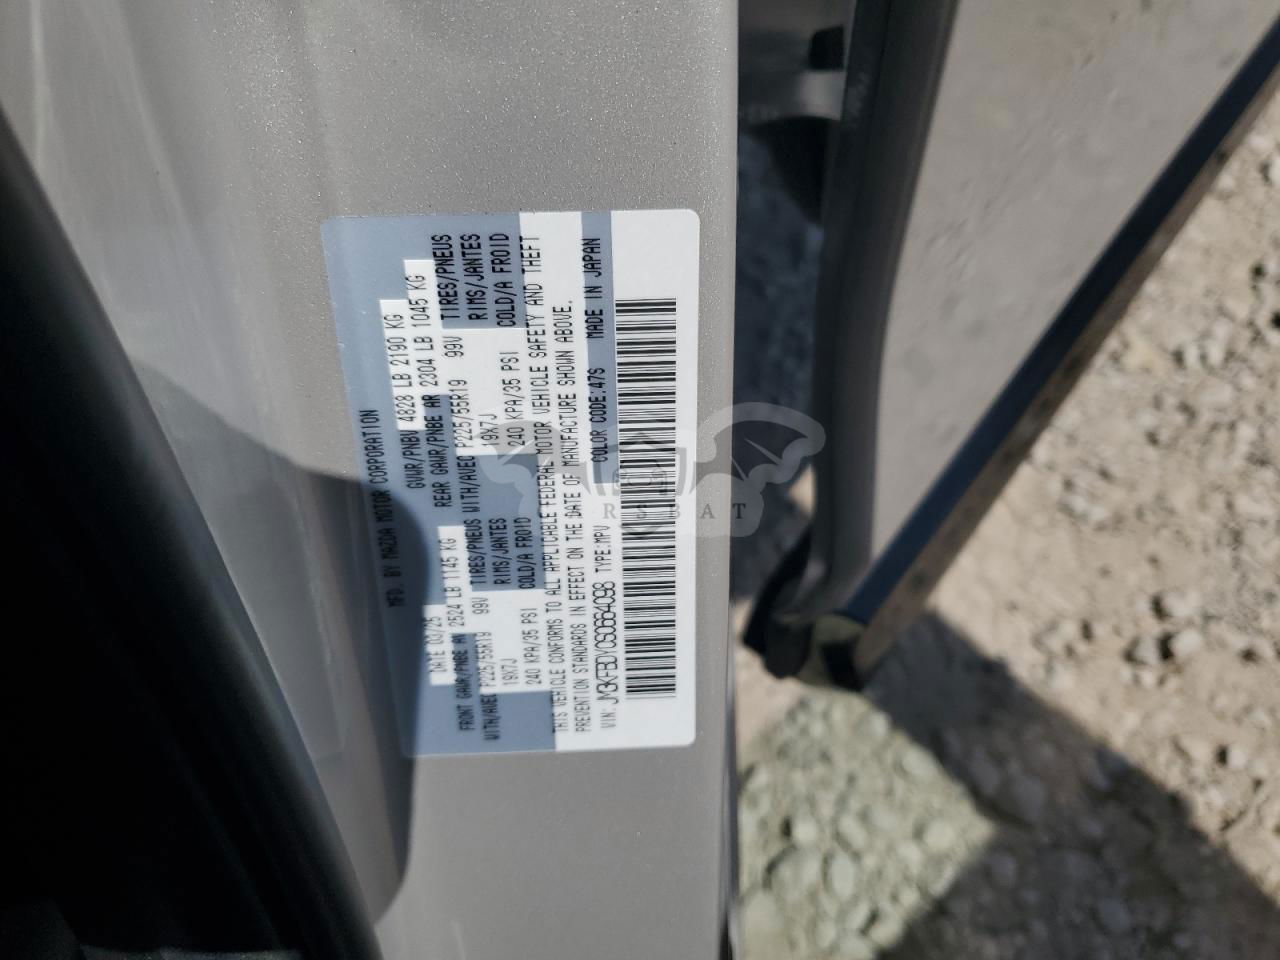 MFD. BY MAZDA MOTOR CORPORATION
DATE 03/25 GVWR/PNBV 4828 LB 2190 KG
FRONT GAWR/PNBE AV 2524 LB 1145 KG REAR GAWR/PNBE AR 2304 LB 1045 KG
WITH/AVEC P225/55R19 99V TIRES/PNEUS WITH/AVEC P225/55R19 99V TIRES/PNEUS
19X7J RIMS/JANTES 19X7J RIMS/JANTES
240 KPA/35 PSI COLD/A FROID 240 KPA/35 PSI COLD/A FROID
THIS VEHICLE CONFORMS TO ALL APPLICABLE FEDERAL MOTOR VEHICLE SAFETY AND THEFT
PREVENTION STANDARDS IN EFFECT ON THE DATE OF MANUFACTURE SHOWN ABOVE.
VIN: TYPE:MPV COLOR CODE:47S MADE IN JAPAN
RSBAT